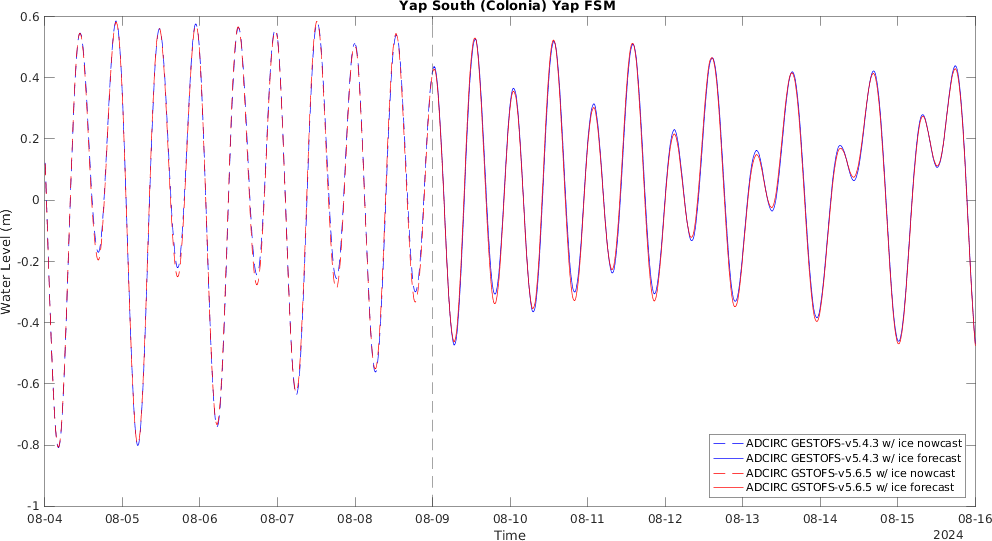 Yap South (Colonia) Yap FSM
0.6
0.4
0.2
0
-0.2
-0.4
-0.6
-0.8
-1
Water Level (m)
ADCIRC GESTOFS-v5.4.3 w/ ice nowcast
ADCIRC GESTOFS-v5.4.3 w/ ice forecast
ADCIRC GSTOFS-v5.6.5 w/ ice nowcast
ADCIRC GSTOFS-v5.6.5 w/ ice forecast
08-04 08-05 08-06 08-07 08-08 08-09 08-10 08-11 08-12 08-13 08-14 08-15 08-16
Time
2024